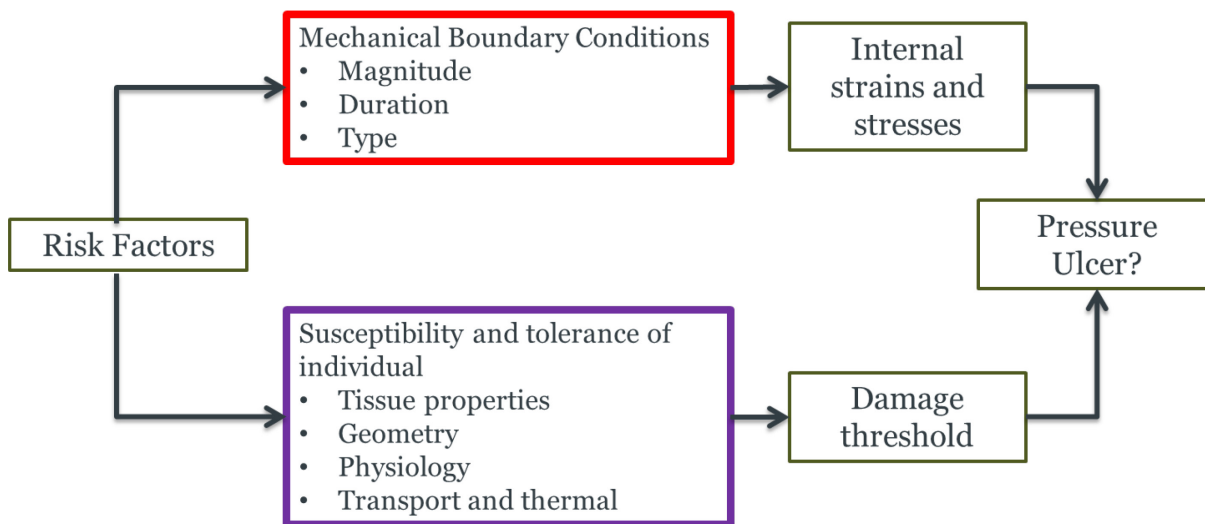 Mechanical Boundary Conditions
• Magnitude
• Duration
• Type
Internal
strains and
stresses
Risk Factors
Pressure
Ulcer?
Susceptibility and tolerance of
individual
• Tissue properties
• Geometry
• Physiology
• Transport and thermal
Damage
threshold